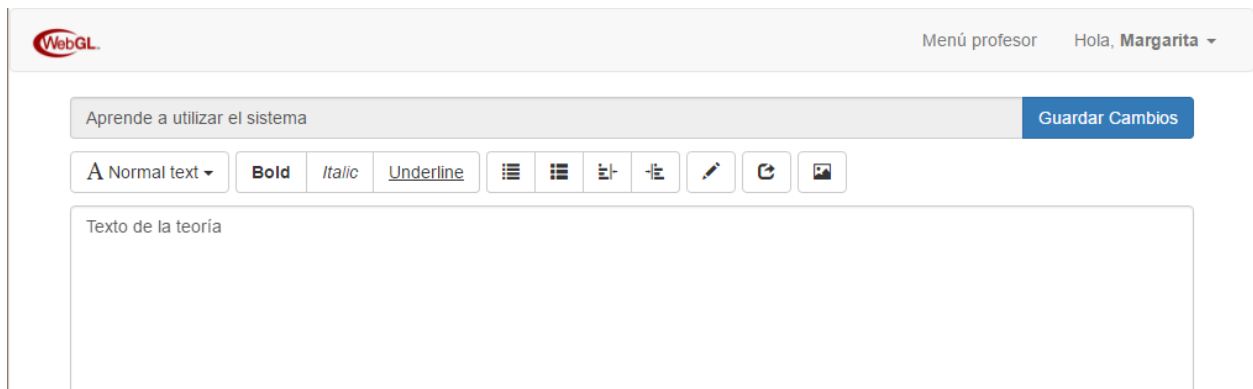 WebGL. Menú profesor Hola, Margarita
Aprende a utilizar el sistema Guardar Cambios
A Normal text Bold Italic Underline
Texto de la teoría